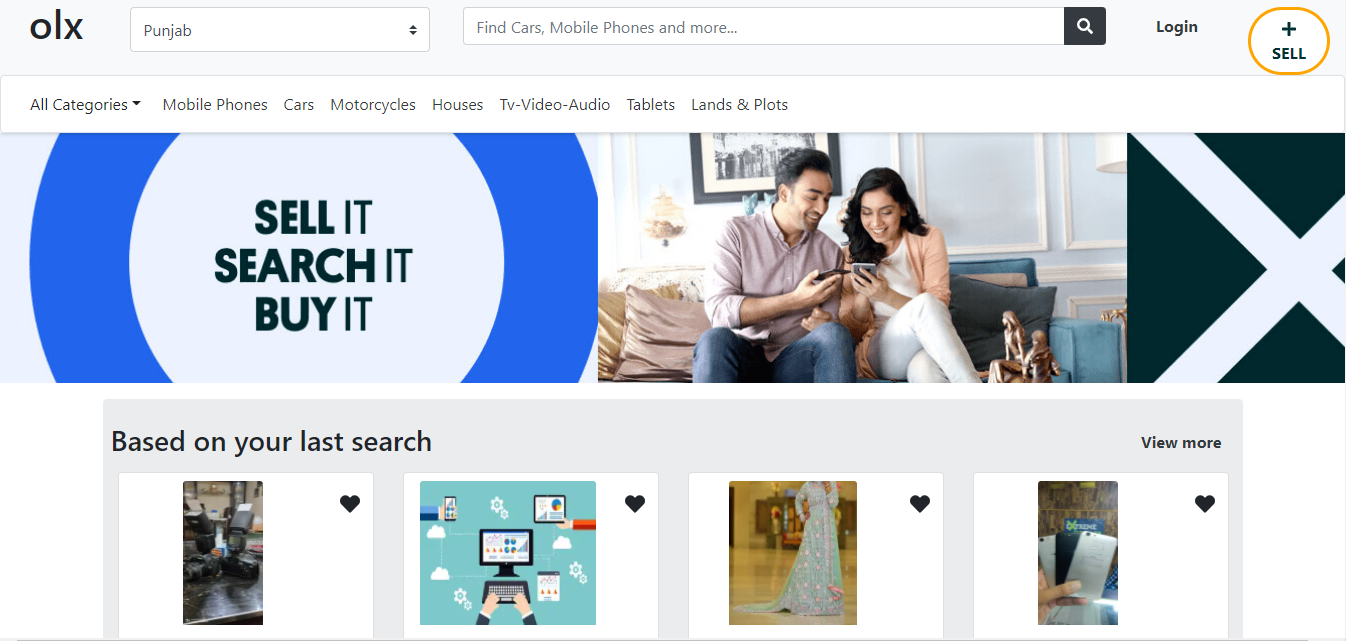 olx
Punjab
Find Cars, Mobile Phones and more...
Login
SELL
All Categories
Mobile Phones
Cars
Motorcycles
Houses
Tv-Video-Audio
Tablets
Lands & Plots
SELL IT
SEARCH IT
BUY IT
Based on your last search
View more